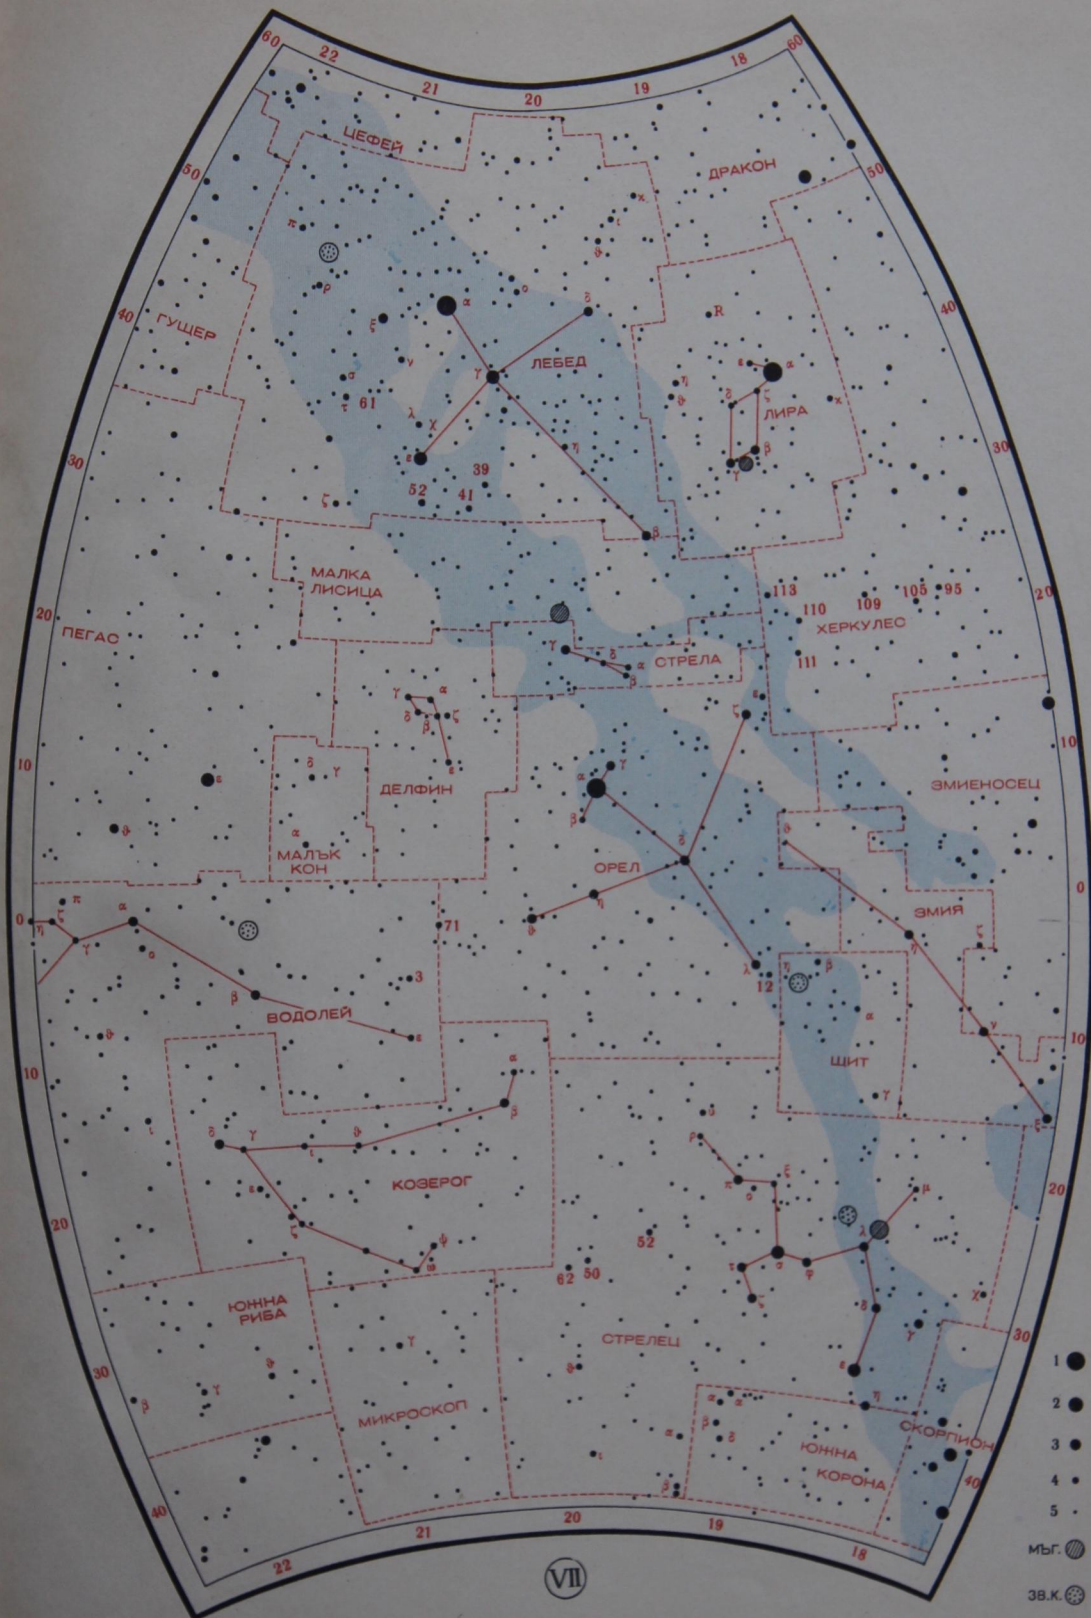 60 22 21 20 19 18 60
ЦЕФЕЙ
ДРАКОН
50 50
κ
ι
π
ϑ
ρ
ο
α δ
ξ
R
40 40
ГУЩЕР
ν
γ
ЛЕБЕД
ε α
σ
η
δ ζ
τ 61
ϑ
κ
ЛИРА
λ χ
β
η
30 30
ε
γ
39
52 41
ζ
β
МАЛКА
ЛИСИЦА
113
109 105 95
20 20
110
ХЕРКУЛЕС
ПЕГАС
111
γ δ α
β
СТРЕЛА
γ α
δ β ζ
ε
ε
ζ
10 10
δ γ
ε
α γ
ДЕЛФИН
ЗМИЕНОСЕЦ
β
ϑ
α
МАЛЪК
КОН
δ
ϑ
ОРЕЛ
0 0
π
ζ α
η
η
ЗМИЯ
71
ϑ
γ ο
η ζ
λ η β
12
3
β
ВОДОЛЕЙ
α
ν
ϑ
ε
10 10
α
ЩИТ
β
γ
υ
ξ
ι
δ γ ι ϑ
ρ
КОЗЕРОГ
π ο ξ
ε
μ
20 20
ζ
ψ
ω
52
λ
τ σ φ
62 50
ζ
χ
ЮЖНА
РИБА
δ
γ
СТРЕЛЕЦ
30 30
γ
ϑ
ϑ
ε
γ
β
η
МИКРОСКОП
α α
β
δ
α
СКОРПИОН
ЮЖНА
КОРОНА
ι
β
40 40
22 21 20 19 18
VII
1
2
3
4
5
МЪГ.
ЗВ.К.